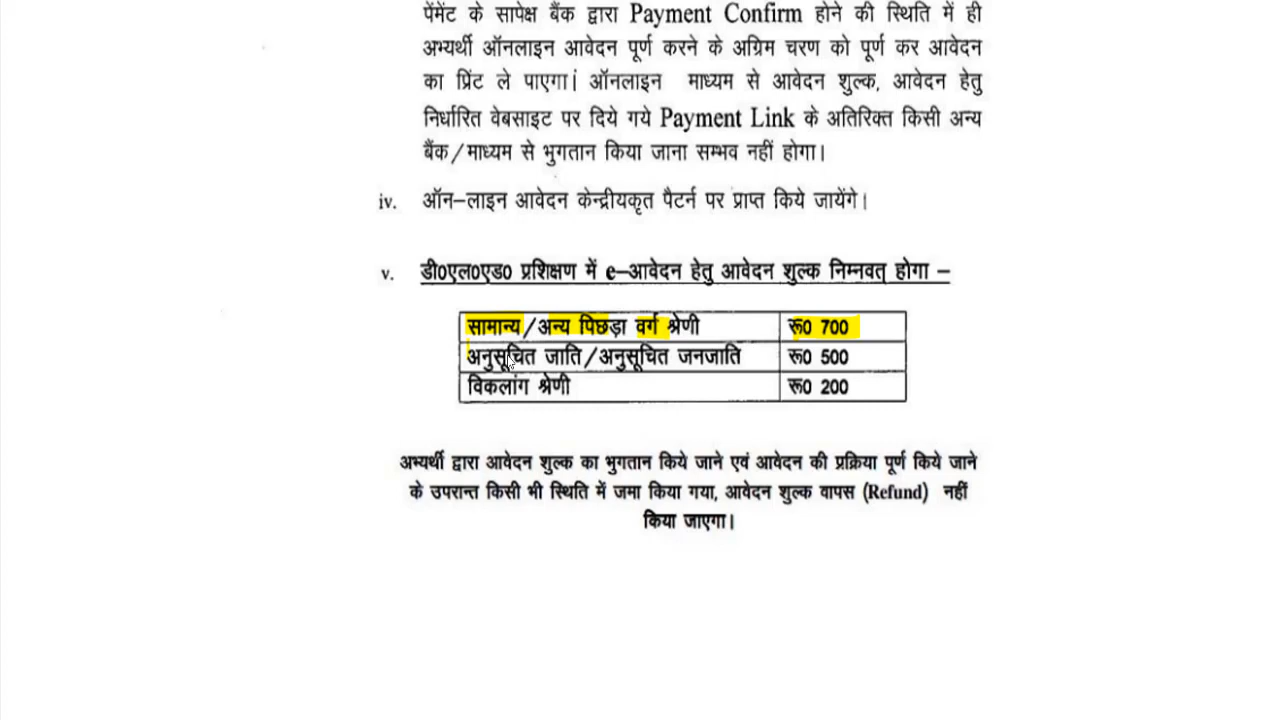 पेंमेंट के सापेक्ष बैंक द्वारा Payment Confirm होने की स्थिति में ही
अभ्यर्थी ऑनलाइन आवेदन पूर्ण करने के अग्रिम चरण को पूर्ण कर आवेदन
का प्रिंट ले पाएगा। ऑनलाइन माध्यम से आवेदन शुल्क, आवेदन हेतु
निर्धारित वेबसाइट पर दिये गये Payment Link के अतिरिक्त किसी अन्य
बैंक/माध्यम से भुगतान किया जाना सम्भव नहीं होगा।
iv. ऑन–लाइन आवेदन केन्द्रीयकृत पैटर्न पर प्राप्त किये जायेंगे।
v. डी0एल0एड0 प्रशिक्षण में e–आवेदन हेतु आवेदन शुल्क निम्नवत् होगा –
सामान्य/अन्य पिछड़ा वर्ग श्रेणी रू0 700
अनुसूचित जाति/अनुसूचित जनजाति रू0 500
विकलांग श्रेणी रू0 200
अभ्यर्थी द्वारा आवेदन शुल्क का भुगतान किये जाने एवं आवेदन की प्रक्रिया पूर्ण किये जाने
के उपरान्त किसी भी स्थिति में जमा किया गया, आवेदन शुल्क वापस (Refund) नहीं
किया जाएगा।